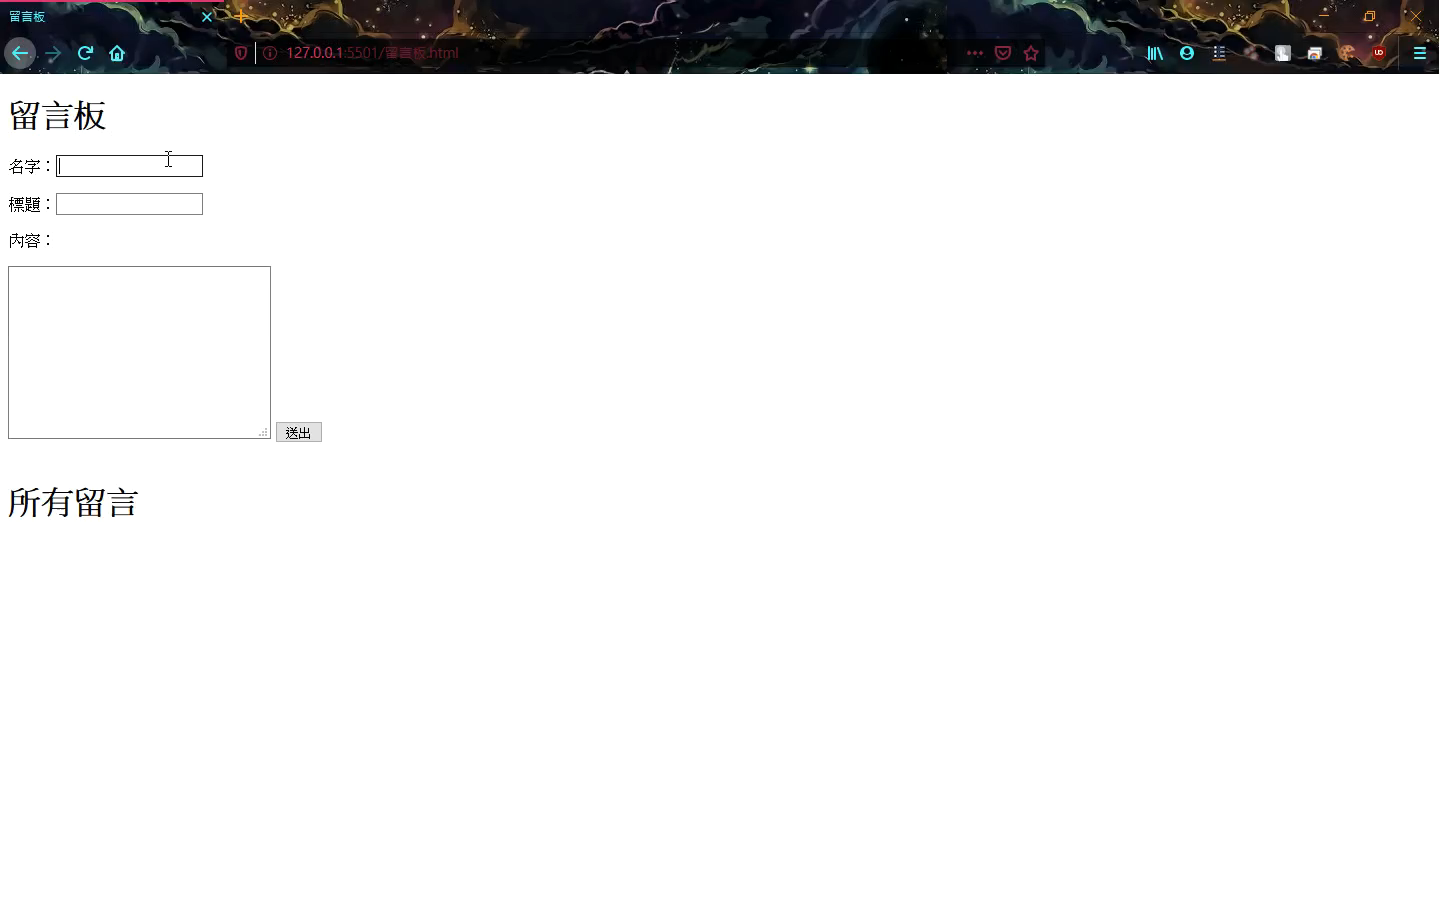 留言板
127.0.0.1:5501/留言板.html
留言板
名字：
標題：
內容：
送出
所有留言